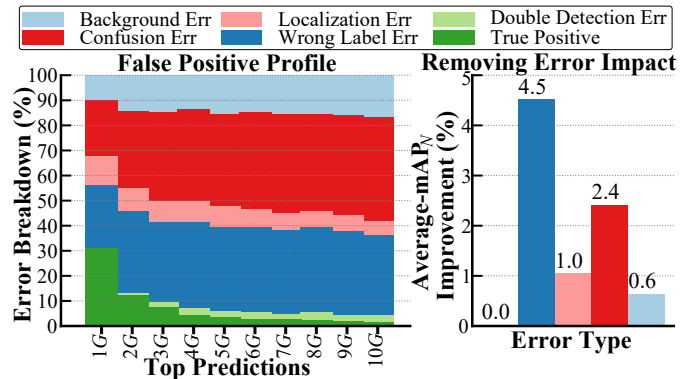 Background Err Localization Err Double Detection Err
Confusion Err Wrong Label Err True Positive
False Positive Profile
Error Breakdown (%)
100
90
80
70
60
50
40
30
20
10
0
1G 2G 3G 4G 5G 6G 7G 8G 9G 10G
Top Predictions
Removing Error Impact
Average-mAP_N
Improvement (%)
5
4
3
2
1
0
0.0
4.5
1.0
2.4
0.6
Error Type